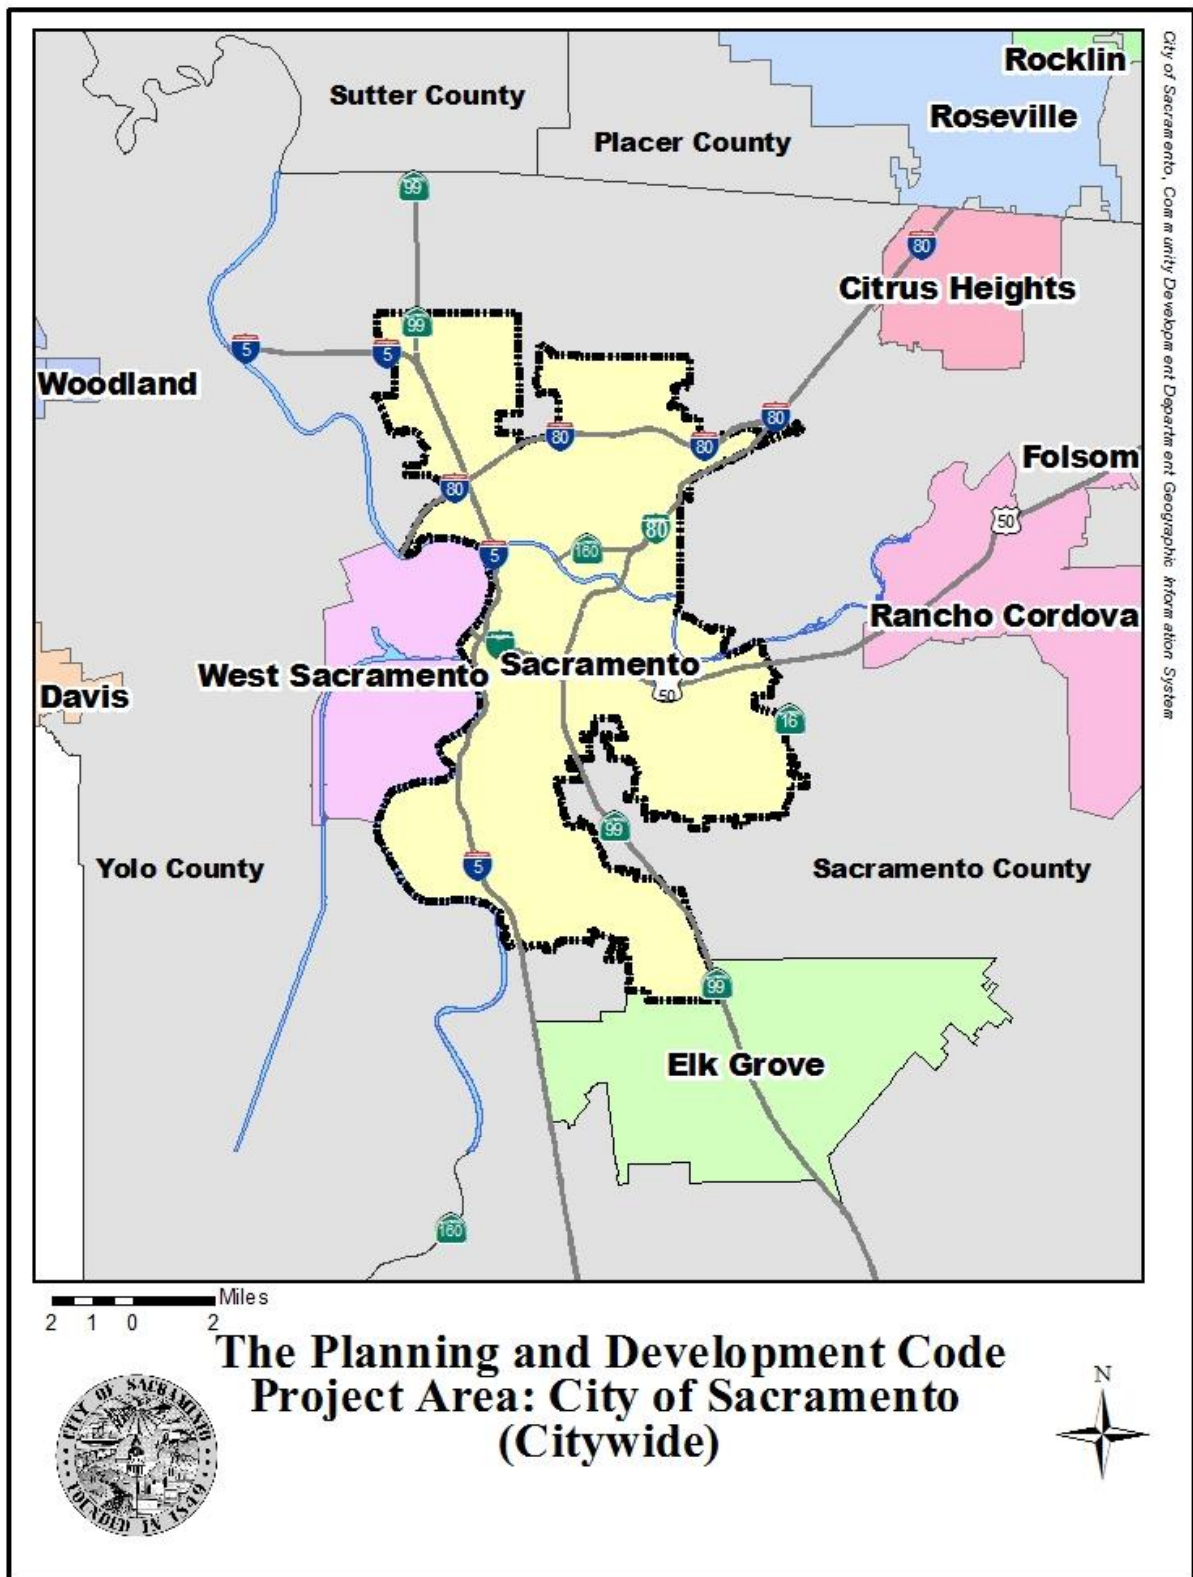 Rocklin
Sutter County
Roseville
Placer County
99
80
Citrus Heights
99
5
5
Woodland
80
80
80
Folsom
80
50
80
160
5
Rancho Cordova
West Sacramento
Sacramento
Davis
50
16
99
Yolo County
5
Sacramento County
99
Elk Grove
160
City of Sacramento, Community Development Department Geographic Information System
Miles
2 1 0 2
The Planning and Development Code
Project Area: City of Sacramento
(Citywide)
N
CITY OF SACRAMENTO
FOUNDED IN 1849